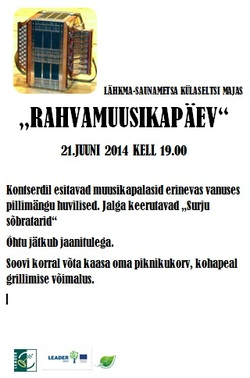 LÄHKMA-SAUNAMETSA KÜLASELTSI MAJAS
„RAHVAMUUSIKAPÄEV“
21.JUUNI 2014 KELL 19.00
Kontserdil esitavad muusikapalasid erinevas vanuses
pillimängu huvilised. Jalga keerutavad „Surju
sõbratarid“
Õhtu jätkub jaanitulega.
Soovi korral võta kaasa oma piknikukorv, kohapeal
grillimise võimalus.
LEADER